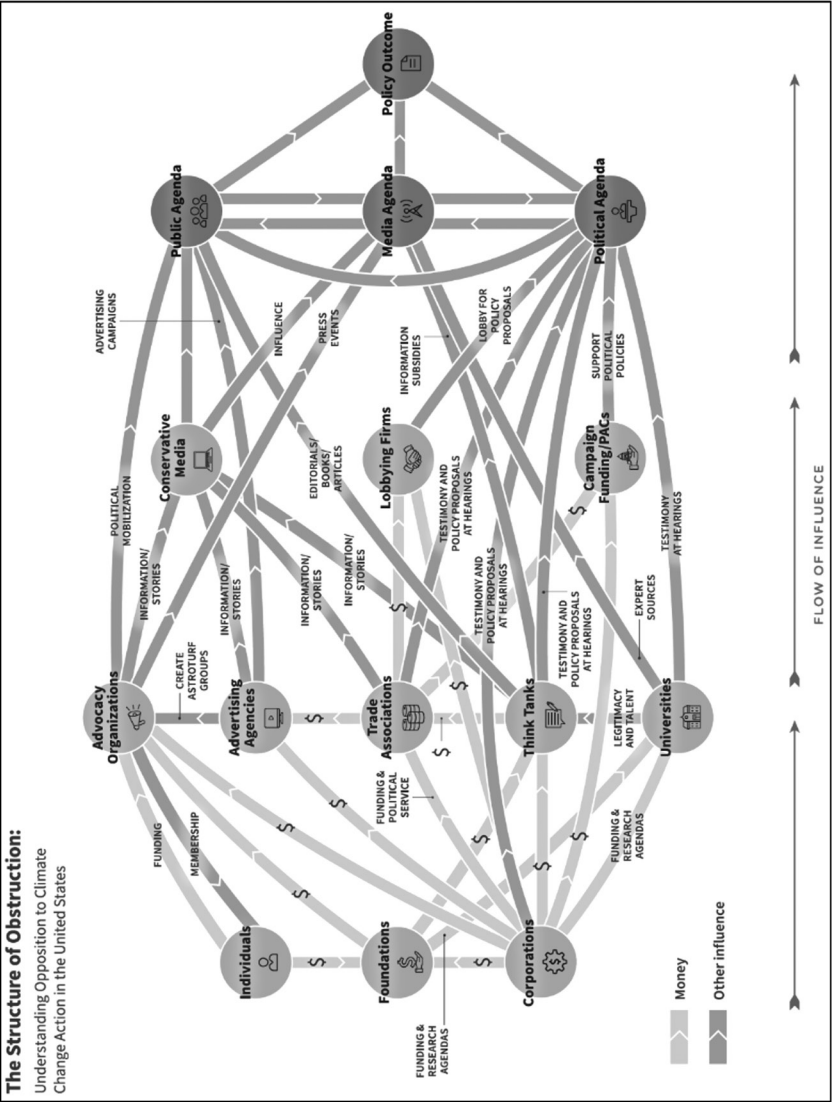 The Structure of Obstruction:
Understanding Opposition to Climate
Change Action in the United States
Individuals
Foundations
Corporations
FUNDING
MEMBERSHIP
$
$
$
$
$
$
$
$
$
FUNDING &
RESEARCH
AGENDAS
FUNDING &
POLITICAL
SERVICE
FUNDING &
RESEARCH
AGENDAS
Advocacy
Organizations
Advertising
Agencies
Trade
Associations
Think Tanks
Universities
CREATE
ASTROTURF
GROUPS
$
$
LEGITIMACY
AND TALENT
POLITICAL
MOBILIZATION
INFORMATION/
STORIES
INFORMATION/
STORIES
INFORMATION/
STORIES
INFORMATION/
STORIES
$
$
$
TESTIMONY AND
POLICY PROPOSALS
AT HEARINGS
TESTIMONY AND
POLICY PROPOSALS
AT HEARINGS
TESTIMONY AND
POLICY PROPOSALS
AT HEARINGS
EXPERT
SOURCES
TESTIMONY
AT HEARINGS
Conservative
Media
Lobbying Firms
Campaign
Funding/PACs
EDITORIALS/
BOOKS/
ARTICLES
ADVERTISING
CAMPAIGNS
INFLUENCE
PRESS
EVENTS
INFORMATION
SUBSIDIES
LOBBY FOR
POLICY
PROPOSALS
SUPPORT
POLITICAL
POLICIES
Public Agenda
Media Agenda
Political Agenda
Policy Outcome
Money
Other influence
FLOW OF INFLUENCE